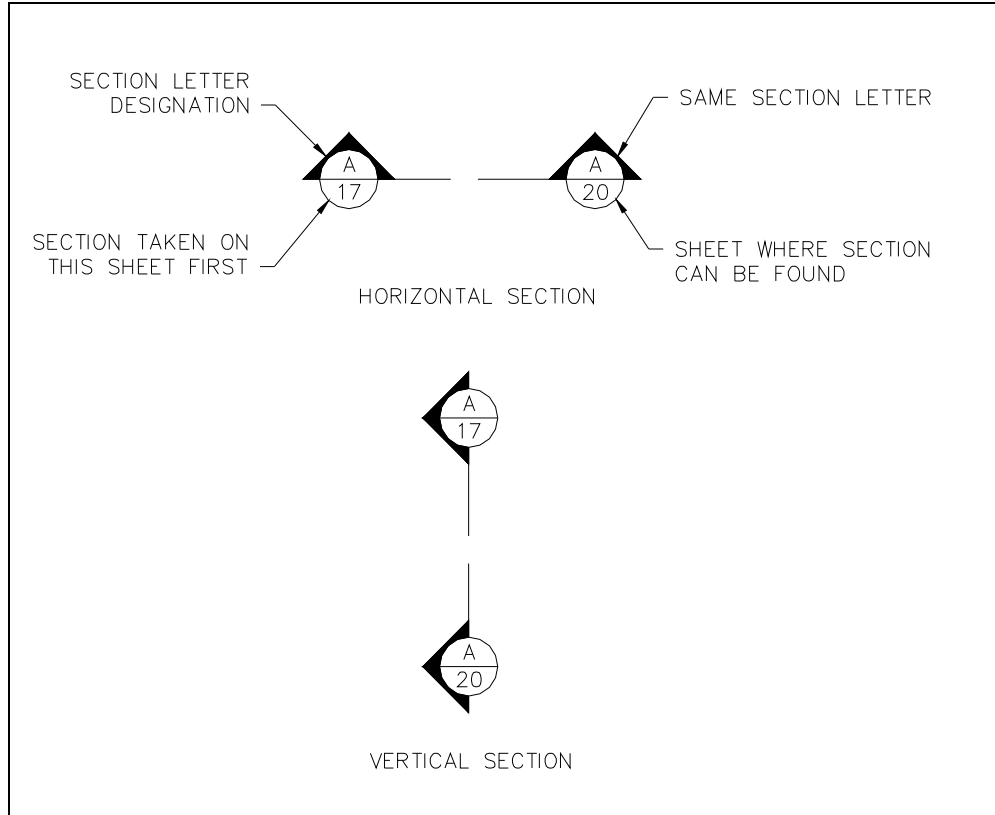 SECTION LETTER
DESIGNATION
SAME SECTION LETTER
A
17
A
20
SECTION TAKEN ON
THIS SHEET FIRST
SHEET WHERE SECTION
CAN BE FOUND
HORIZONTAL SECTION
A
17
A
20
VERTICAL SECTION